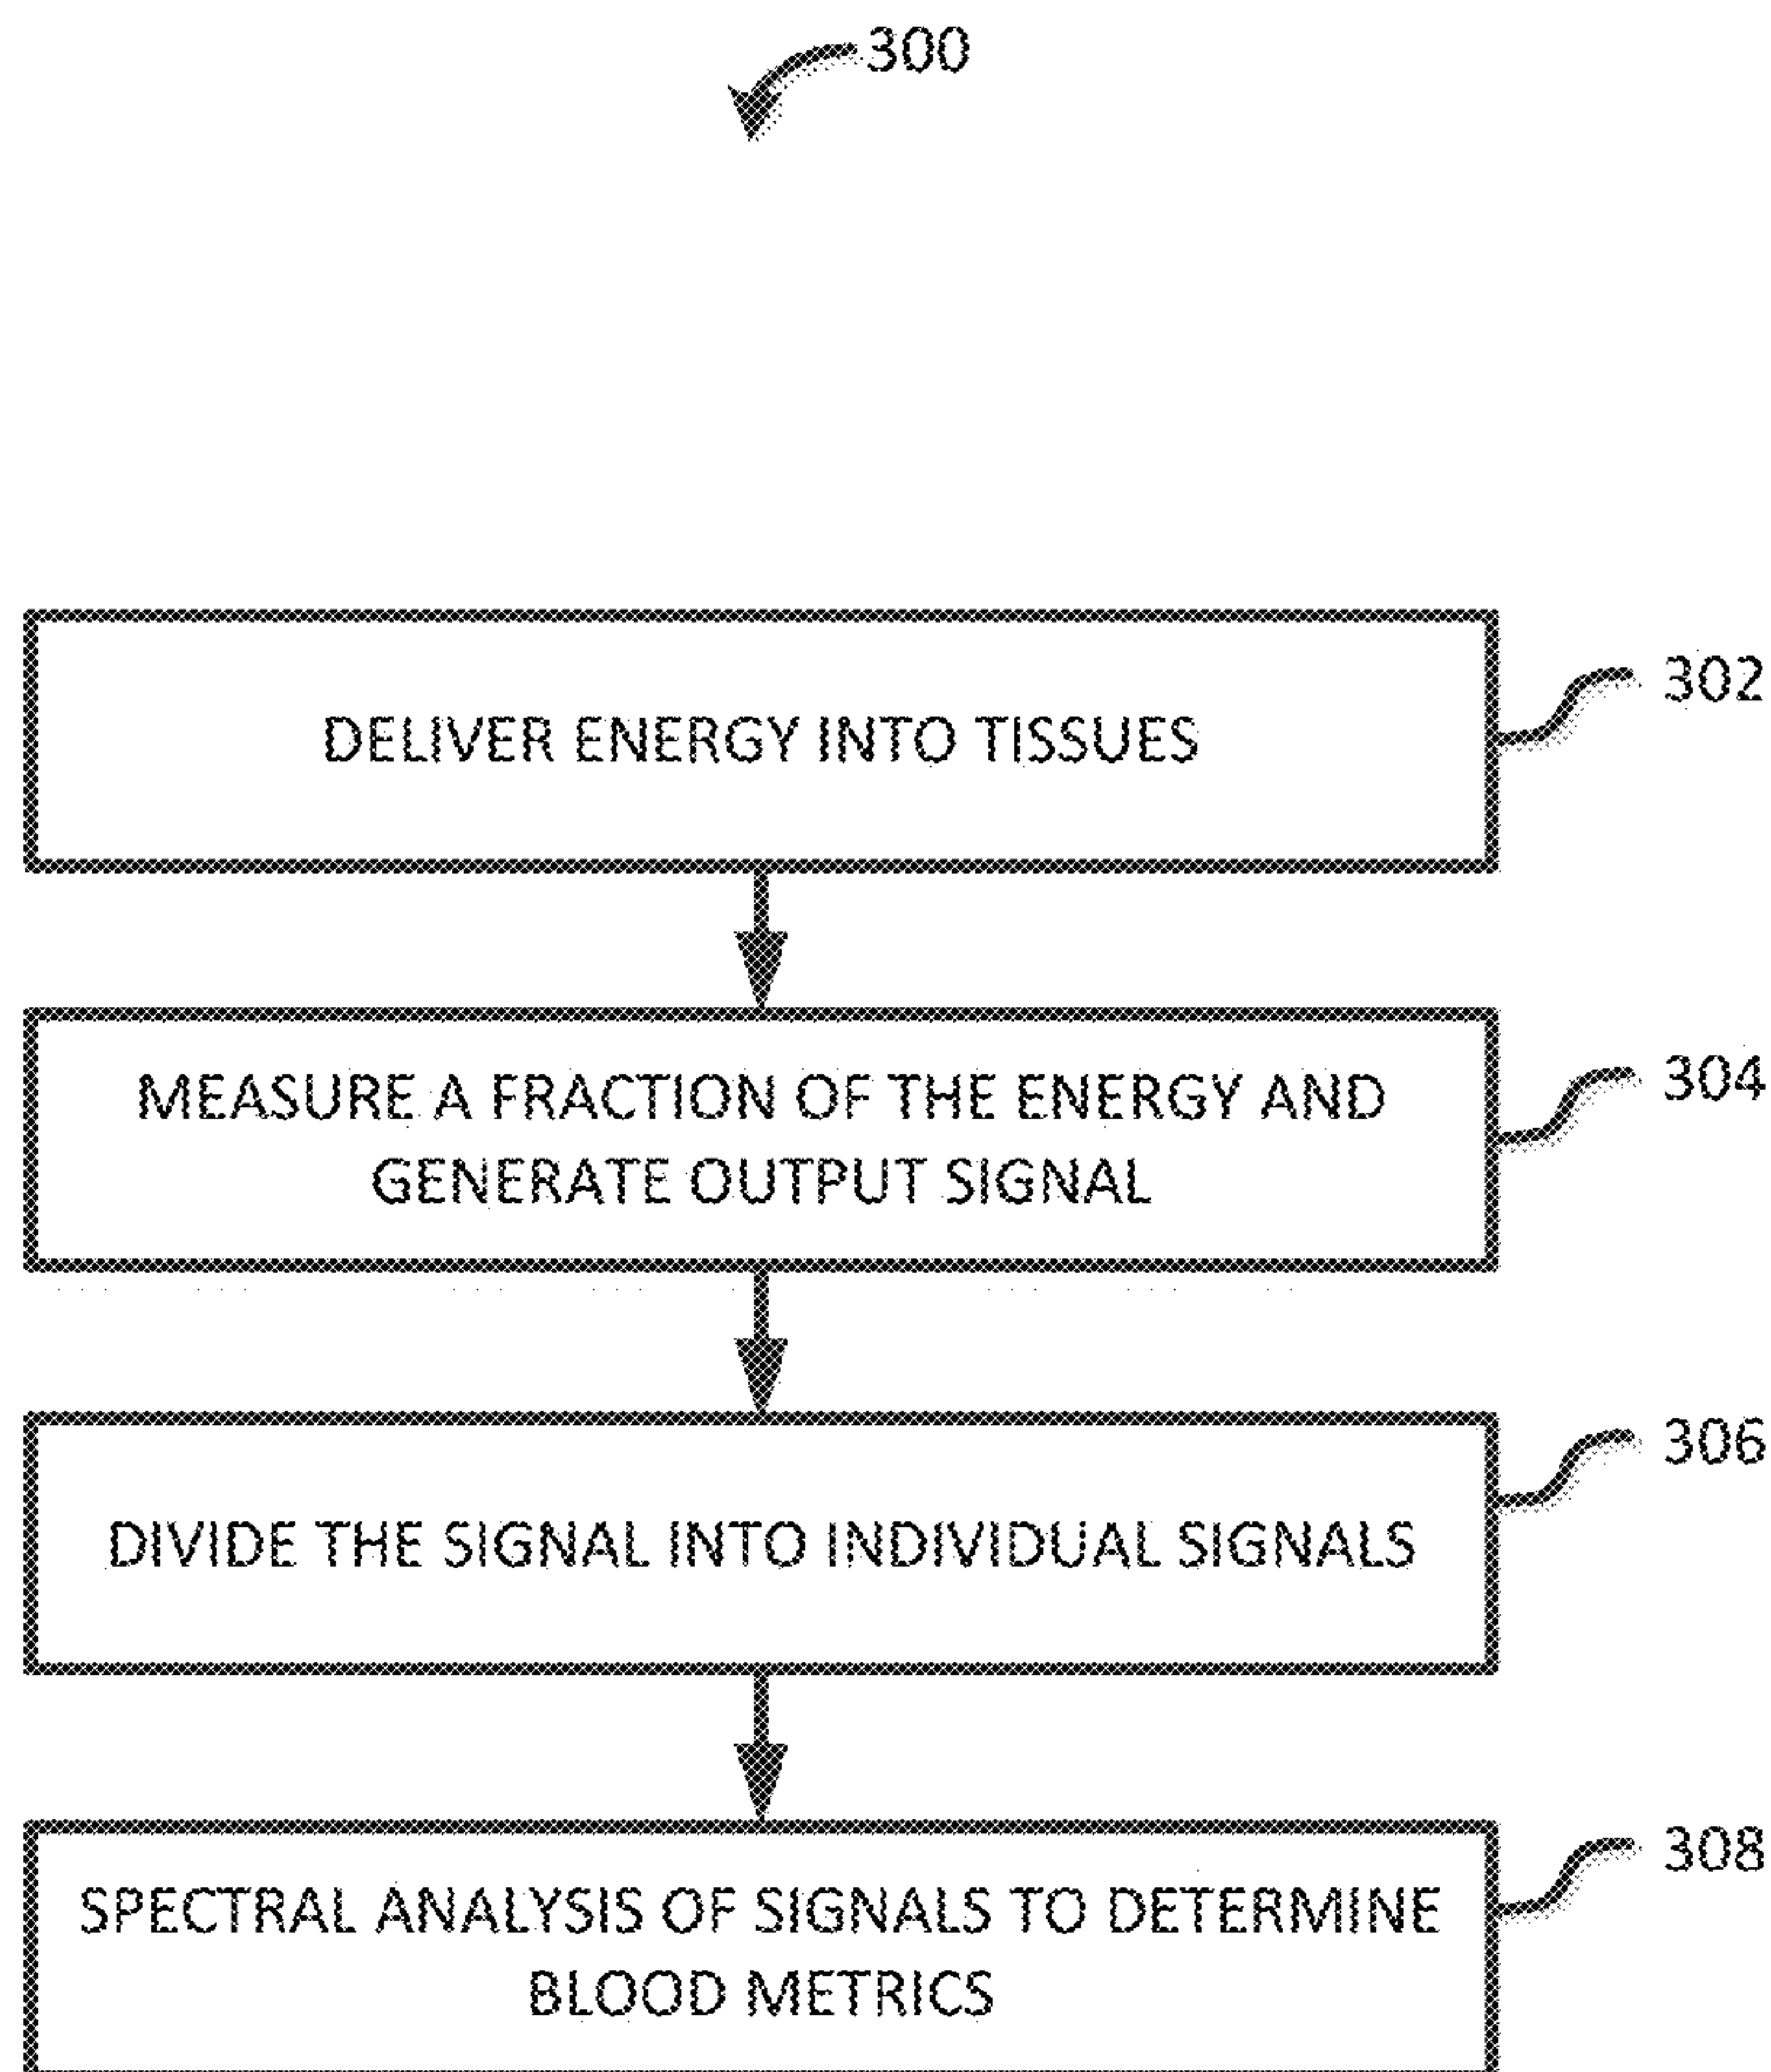 300
DELIVER ENERGY INTO TISSUES
302
MEASURE A FRACTION OF THE ENERGY AND
GENERATE OUTPUT SIGNAL
304
DIVIDE THE SIGNAL INTO INDIVIDUAL SIGNALS
306
SPECTRAL ANALYSIS OF SIGNALS TO DETERMINE
BLOOD METRICS
308